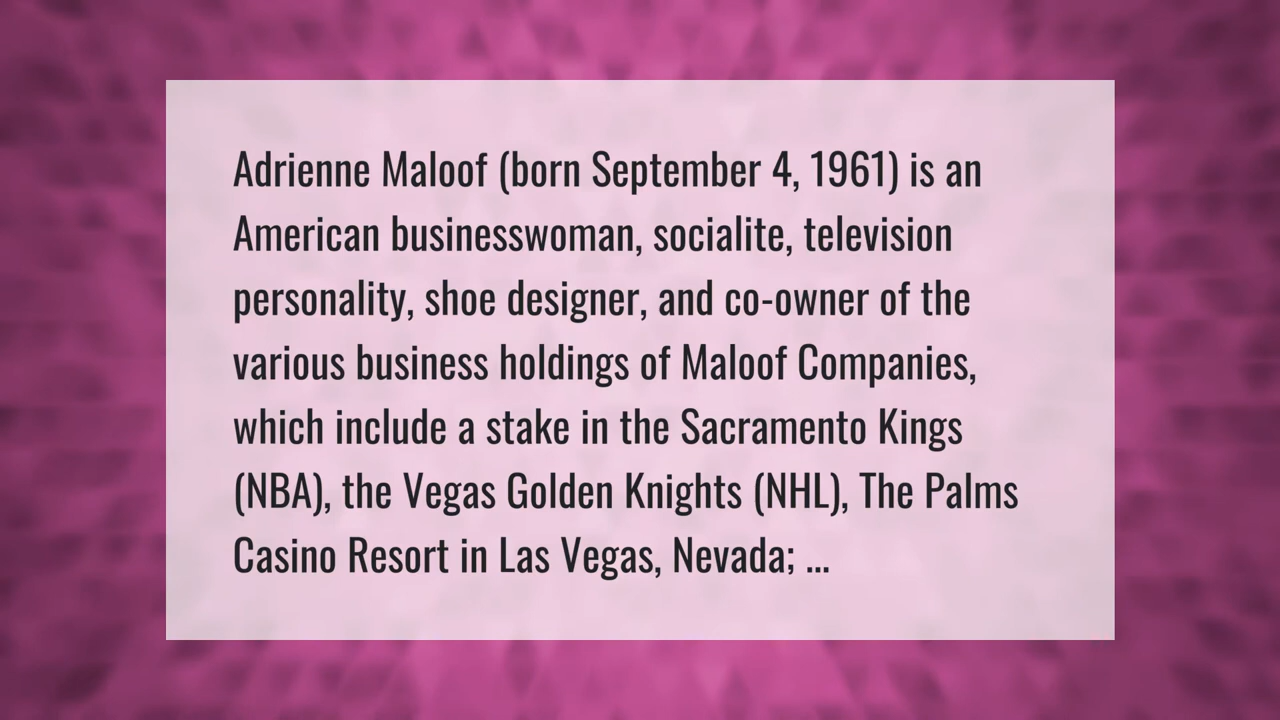 Adrienne Maloof (born September 4, 1961) is an
American businesswoman, socialite, television
personality, shoe designer, and co-owner of the
various business holdings of Maloof Companies,
which include a stake in the Sacramento Kings
(NBA), the Vegas Golden Knights (NHL), The Palms
Casino Resort in Las Vegas, Nevada; ...